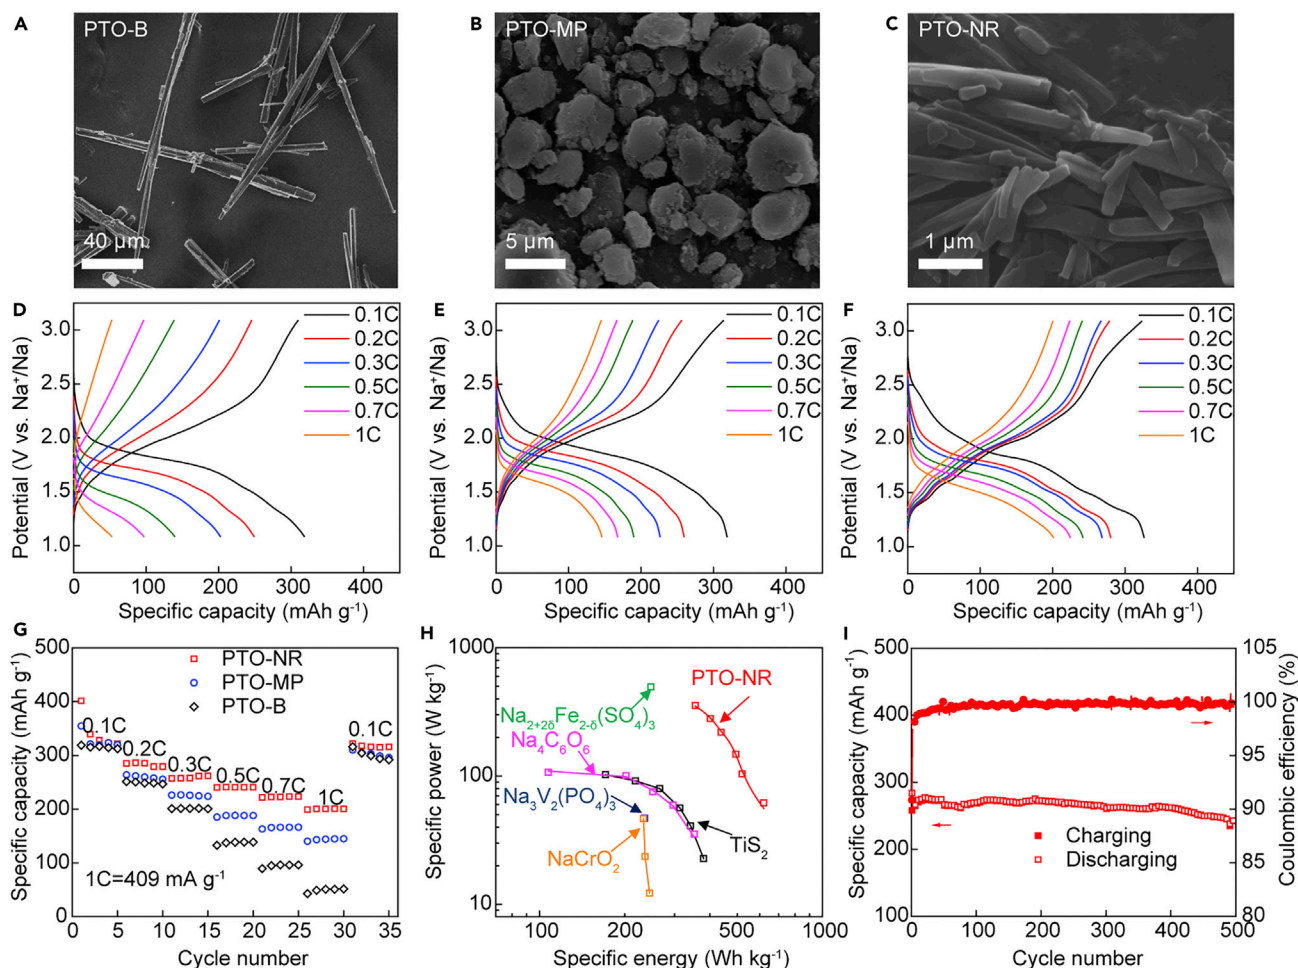 A
PTO-B
40 μm
B
PTO-MP
5 μm
C
PTO-NR
1 μm
D
3.0
2.5
2.0
1.5
1.0
Potential (V vs. Na⁺/Na)
0.1C
0.2C
0.3C
0.5C
0.7C
1C
0 100 200 300 400
Specific capacity (mAh g⁻¹)
E
3.0
2.5
2.0
1.5
1.0
Potential (V vs. Na⁺/Na)
0.1C
0.2C
0.3C
0.5C
0.7C
1C
0 100 200 300 400
Specific capacity (mAh g⁻¹)
F
3.0
2.5
2.0
1.5
1.0
Potential (V vs. Na⁺/Na)
0.1C
0.2C
0.3C
0.5C
0.7C
1C
0 100 200 300 400
Specific capacity (mAh g⁻¹)
G
500
400
300
200
100
0
Specific capacity (mAh g⁻¹)
PTO-NR
PTO-MP
PTO-B
0.1C
0.2C
0.3C
0.5C
0.7C
1C
0.1C
1C=409 mA g⁻¹
0 5 10 15 20 25 30 35
Cycle number
H
1000
100
10
Specific power (W kg⁻¹)
PTO-NR
Na₂₊₂δFe₂₋δ(SO₄)₃
Na₄C₆O₆
Na₃V₂(PO₄)₃
NaCrO₂
TiS₂
100 200 500 1000
Specific energy (Wh kg⁻¹)
I
500
400
300
200
100
Specific capacity (mAh g⁻¹)
105
100
95
90
85
80
Coulombic efficiency (%)
Charging
Discharging
0 100 200 300 400 500
Cycle number